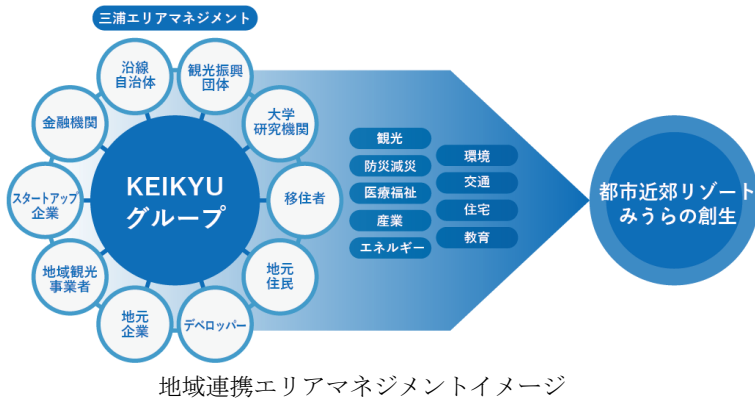 三浦エリアマネジメント
沿線
自治体
観光振興
団体
金融機関
大学
研究機関
スタートアップ
企業
KEIKYU
グループ
移住者
地域観光
事業者
地元
住民
地元
企業
デベロッパー
観光
防災減災
医療福祉
産業
エネルギー
環境
交通
住宅
教育
都市近郊リゾート
みうらの創生
地域連携エリアマネジメントイメージ